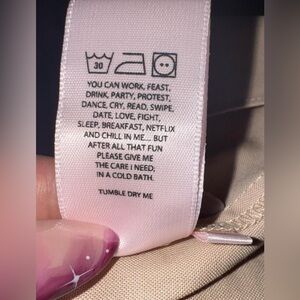 30
YOU CAN WORK, FEAST,
DRINK, PARTY, PROTEST,
DANCE, CRY, READ, SWIPE,
DATE, LOVE, FIGHT,
SLEEP, BREAKFAST, NETFLIX
AND CHILL IN ME... BUT
AFTER ALL THAT FUN
PLEASE GIVE ME
THE CARE I NEED;
IN A COLD BATH.
TUMBLE DRY ME